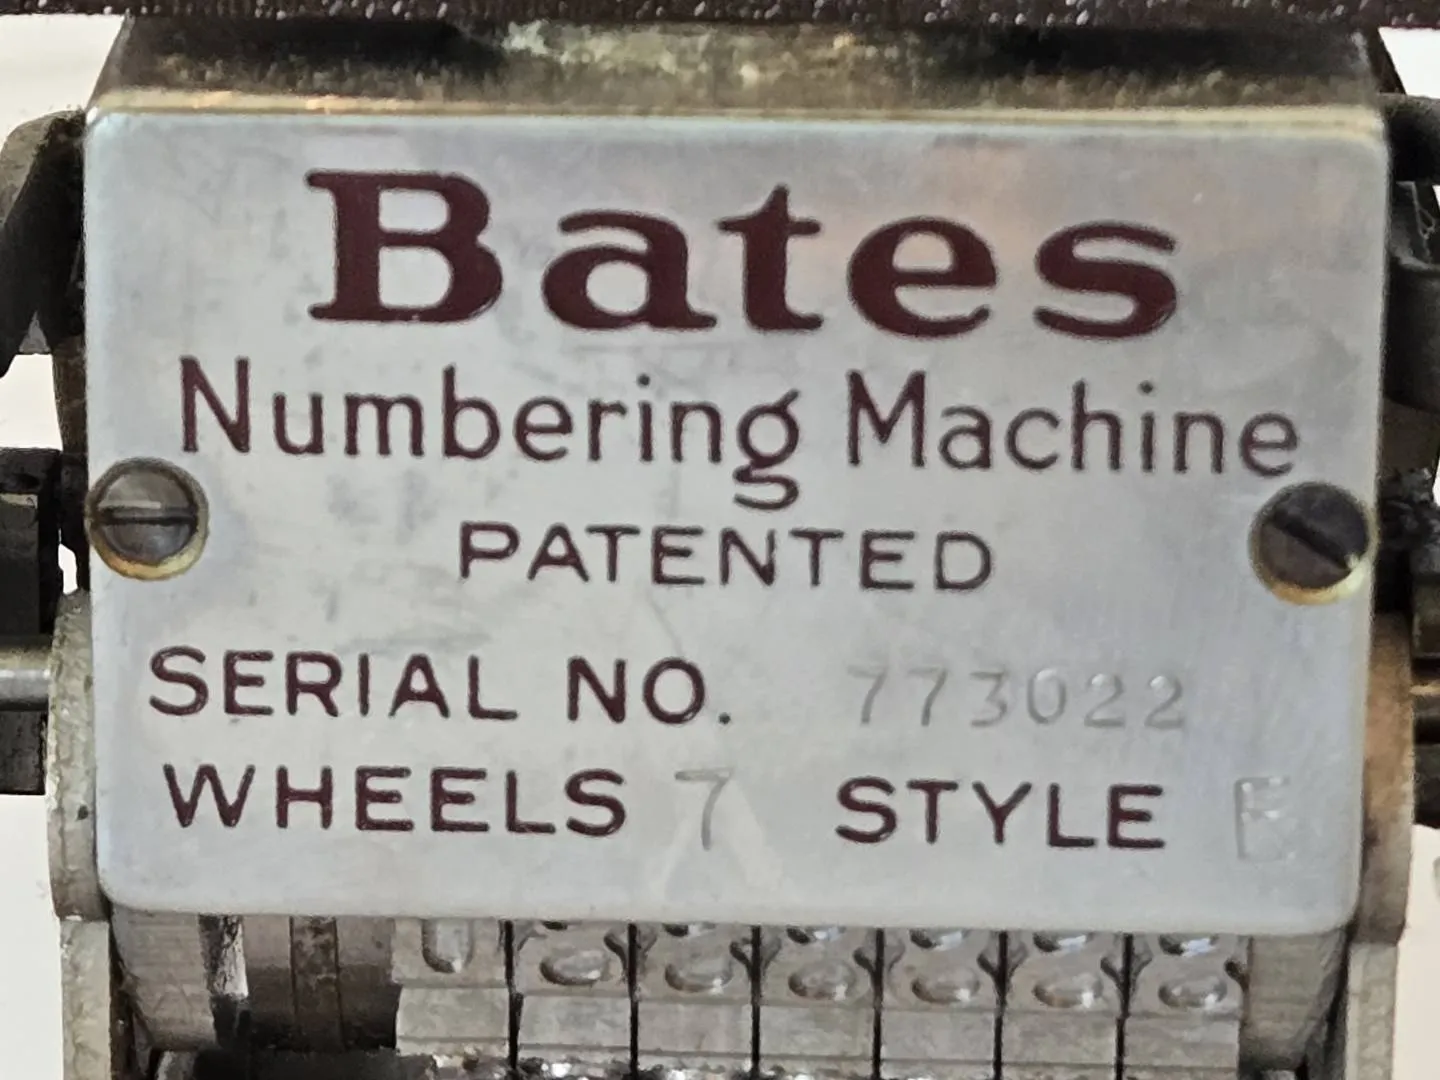 Bates
Numbering Machine
PATENTED
SERIAL NO. 773022
WHEELS 7 STYLE E